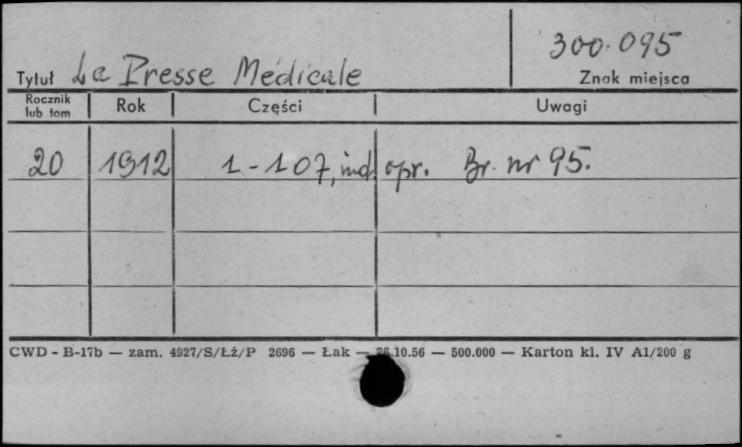 300.095
Tytuł La Presse Médicale Znak miejsca
Rocznik lub tom Rok Części Uwagi
20 1912 1-107, ind. opr. Br. nr 95.
CWD - B-17b — zam. 4927/S/Łź/P 2696 — Łak — 26.10.56 — 500.000 — Karton kl. IV A1/200 g